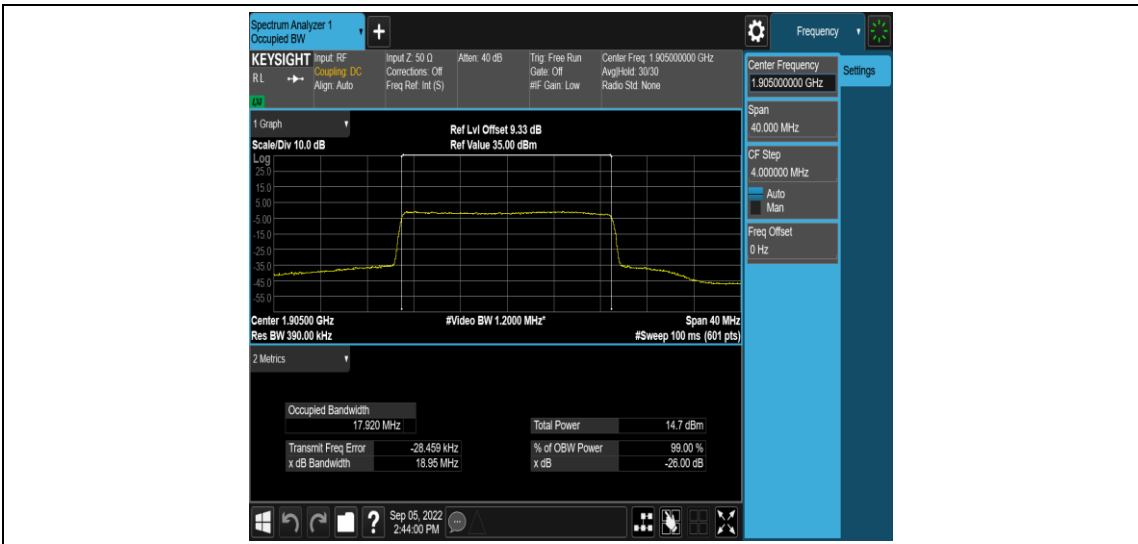 Spectrum Analyzer 1
Occupied BW
+
Frequency
KEYSIGHT
Input: RF
Input Z: 50 Ω
Atten: 40 dB
Trig: Free Run
Center Freq: 1.905000000 GHz
RL
Coupling: DC
Corrections: Off
Gate: Off
Avg|Hold: 30/30
Align: Auto
Freq Ref: Int (S)
#IF Gain: Low
Radio Std: None
LXI
Center Frequency
1.905000000 GHz
Settings
Span
40.000 MHz
CF Step
4.000000 MHz
Auto
Man
Freq Offset
0 Hz
1 Graph
Ref Lvl Offset 9.33 dB
Scale/Div 10.0 dB
Ref Value 35.00 dBm
Log
25.0
15.0
5.00
-5.00
-15.0
-25.0
-35.0
-45.0
-55.0
Center 1.90500 GHz
#Video BW 1.2000 MHz*
Span 40 MHz
Res BW 390.00 kHz
#Sweep 100 ms (601 pts)
2 Metrics
Occupied Bandwidth
17.920 MHz
Total Power
14.7 dBm
Transmit Freq Error
-28.459 kHz
% of OBW Power
99.00 %
x dB Bandwidth
18.95 MHz
x dB
-26.00 dB
?
Sep 05, 2022
2:44:00 PM